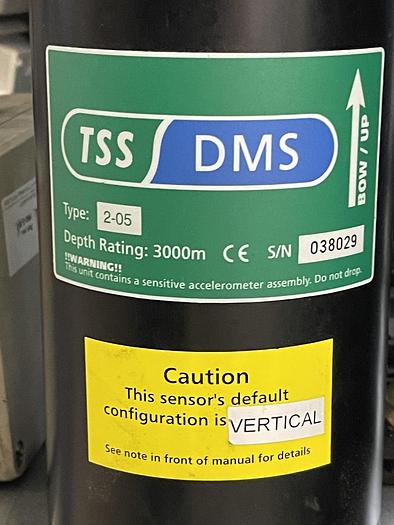 TSS DMS
BOW / UP
Type: 2-05
Depth Rating: 3000m CE S/N 038029
!!WARNING!!
This unit contains a sensitive accelerometer assembly. Do not drop.
Caution
This sensor's default
configuration is VERTICAL
See note in front of manual for details